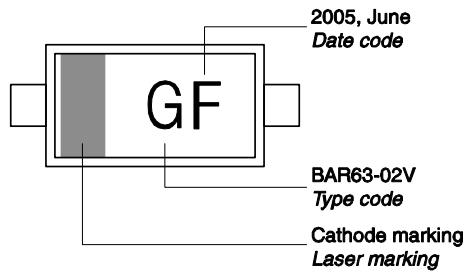 2005, June
Date code
GF
BAR63-02V
Type code
Cathode marking
Laser marking